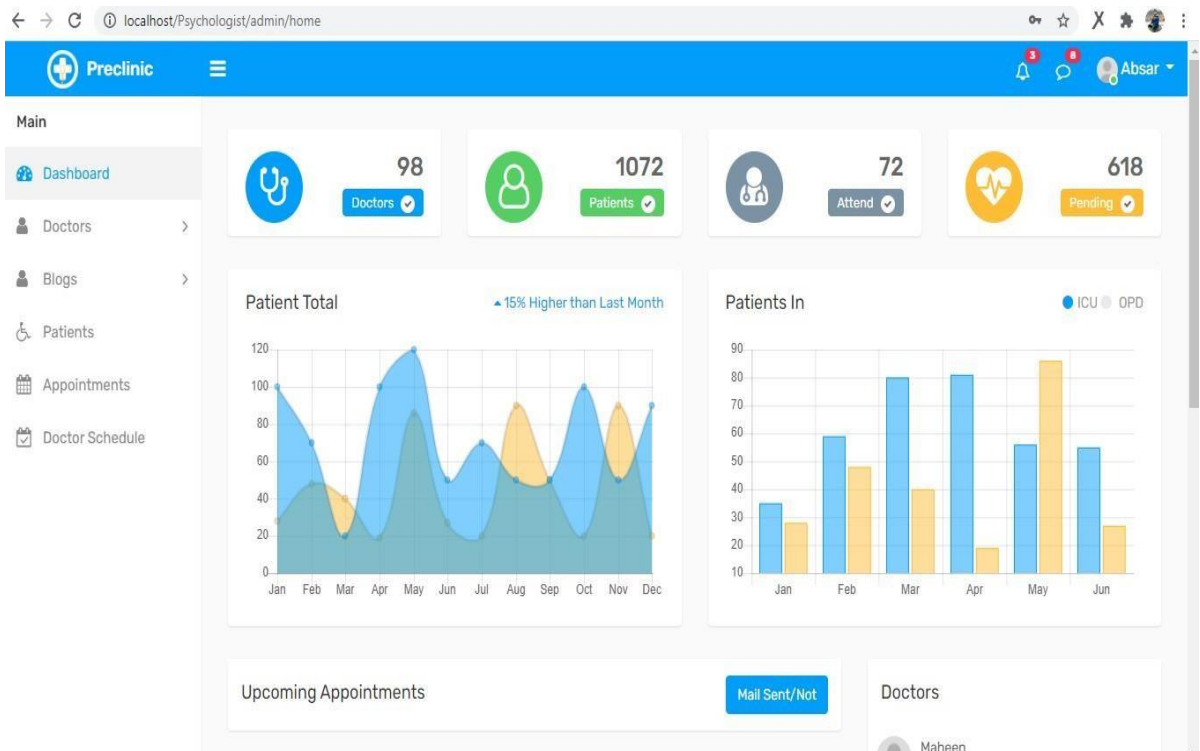 localhost/Psychologist/admin/home
Preclinic
3
8
Absar
Main
Dashboard
Doctors
Blogs
Patients
Appointments
Doctor Schedule
98
Doctors
1072
Patients
72
Attend
618
Pending
Patient Total
15% Higher than Last Month
120
100
80
60
40
20
0
Jan Feb Mar Apr May Jun Jul Aug Sep Oct Nov Dec
Patients In
ICU OPD
90
80
70
60
50
40
30
20
10
Jan Feb Mar Apr May Jun
Upcoming Appointments
Mail Sent/Not
Doctors
Maheen